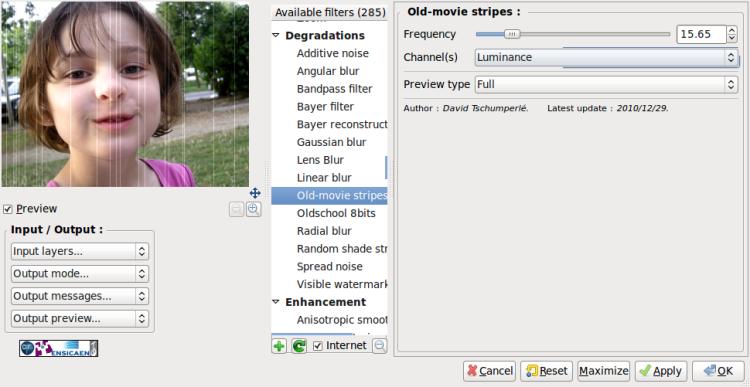 Preview
Input / Output :
Input layers...
Output mode...
Output messages...
Output preview...
ENSICAEN
Available filters (285)
Degradations
Additive noise
Angular blur
Bandpass filter
Bayer filter
Bayer reconstruct
Gaussian blur
Lens Blur
Linear blur
Old-movie stripes
Oldschool 8bits
Radial blur
Random shade str
Spread noise
Visible watermark
Enhancement
Anisotropic smoot
Internet
Old-movie stripes :
Frequency 15.65
Channel(s) Luminance
Preview type Full
Author : David Tschumperlé. Latest update : 2010/12/29.
Cancel Reset Maximize Apply OK